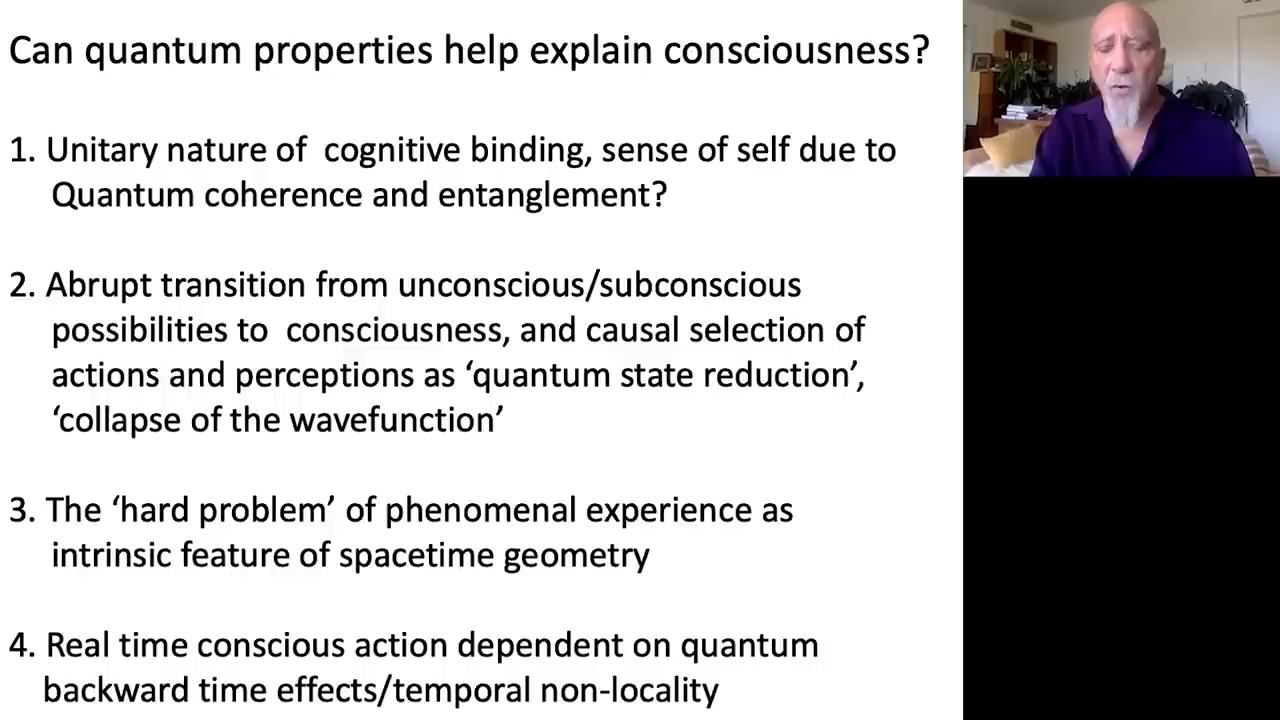 Can quantum properties help explain consciousness?
1. Unitary nature of  cognitive binding, sense of self due to
Quantum coherence and entanglement?
2. Abrupt transition from unconscious/subconscious
possibilities to  consciousness, and causal selection of
actions and perceptions as ‘quantum state reduction’,
‘collapse of the wavefunction’
3. The ‘hard problem’ of phenomenal experience as
intrinsic feature of spacetime geometry
4. Real time conscious action dependent on quantum
backward time effects/temporal non-locality